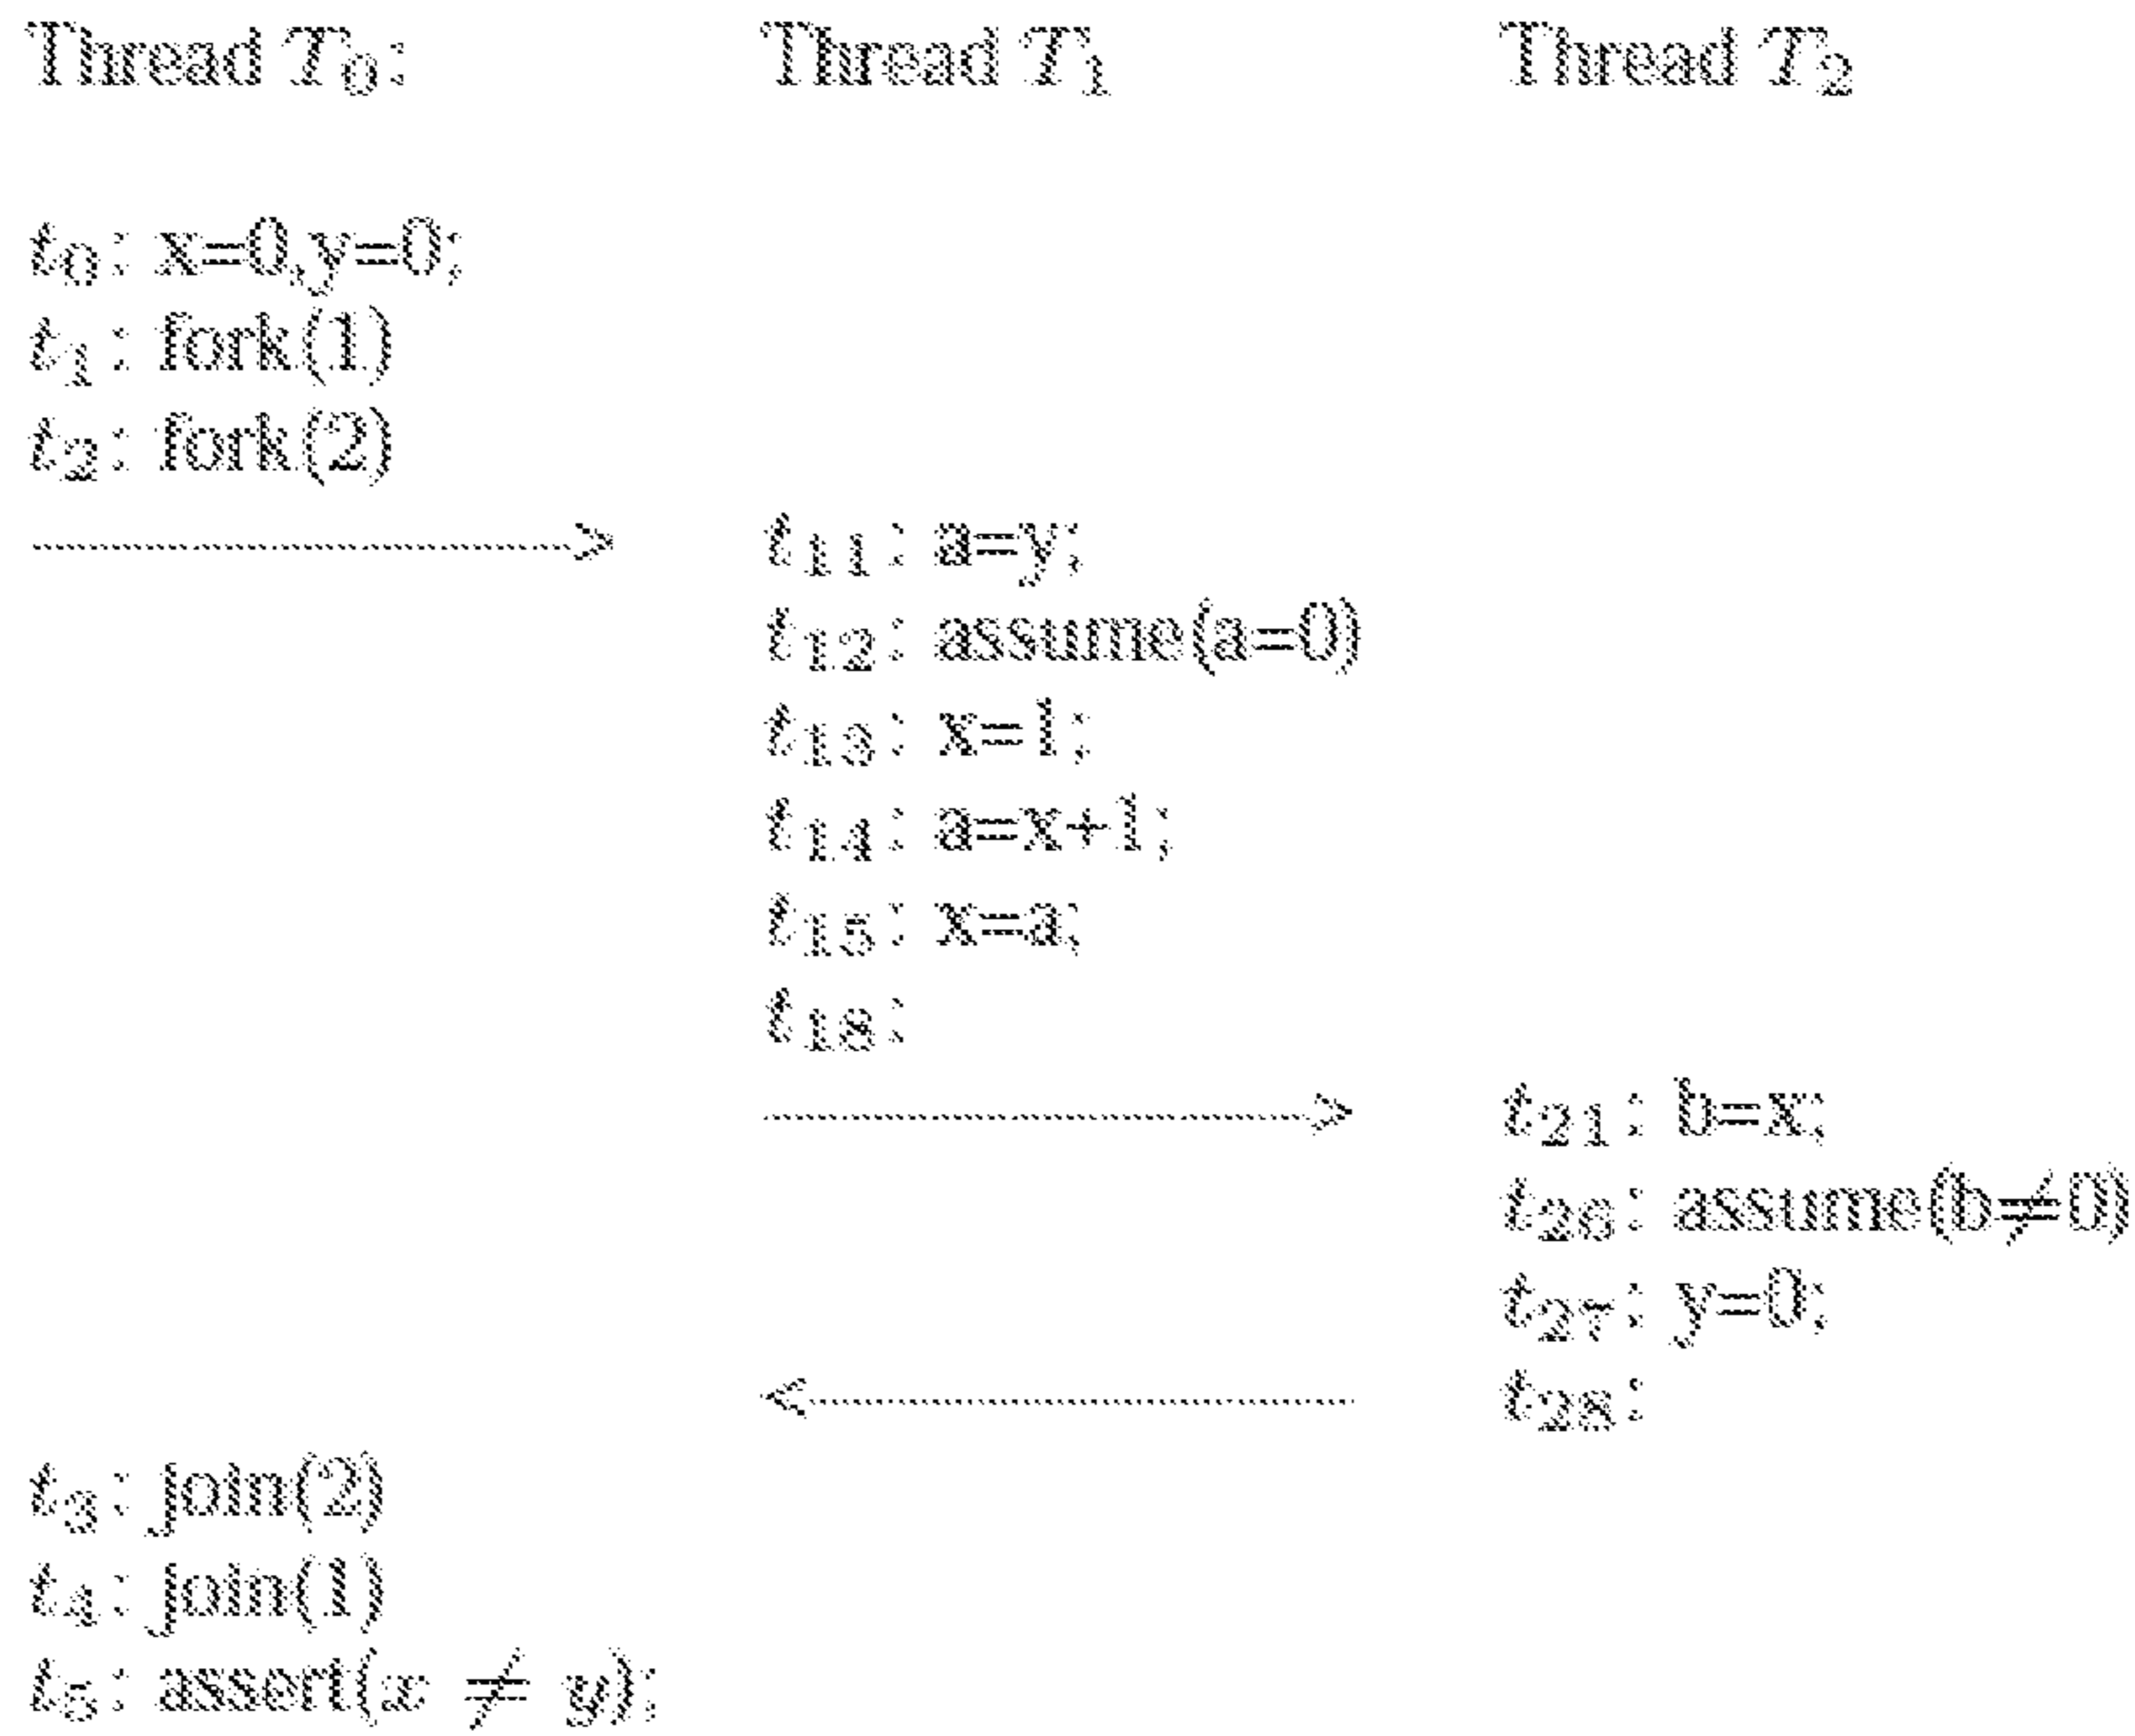 Thread T₀: Thread T₁ Thread T₂
t₀: x=0,y=0;
t₁: fork(1)
t₂: fork(2)
t₁₁: a=y;
t₁₂: assume(a=0)
t₁₃: x=1;
t₁₄: a=x+1;
t₁₅: x=a;
t₁₈:
t₂₁: b=x;
t₂₆: assume(b≠0)
t₂₇: y=0;
t₂₈:
t₃: join(2)
t₄: join(1)
t₅: assert(x ≠ y);